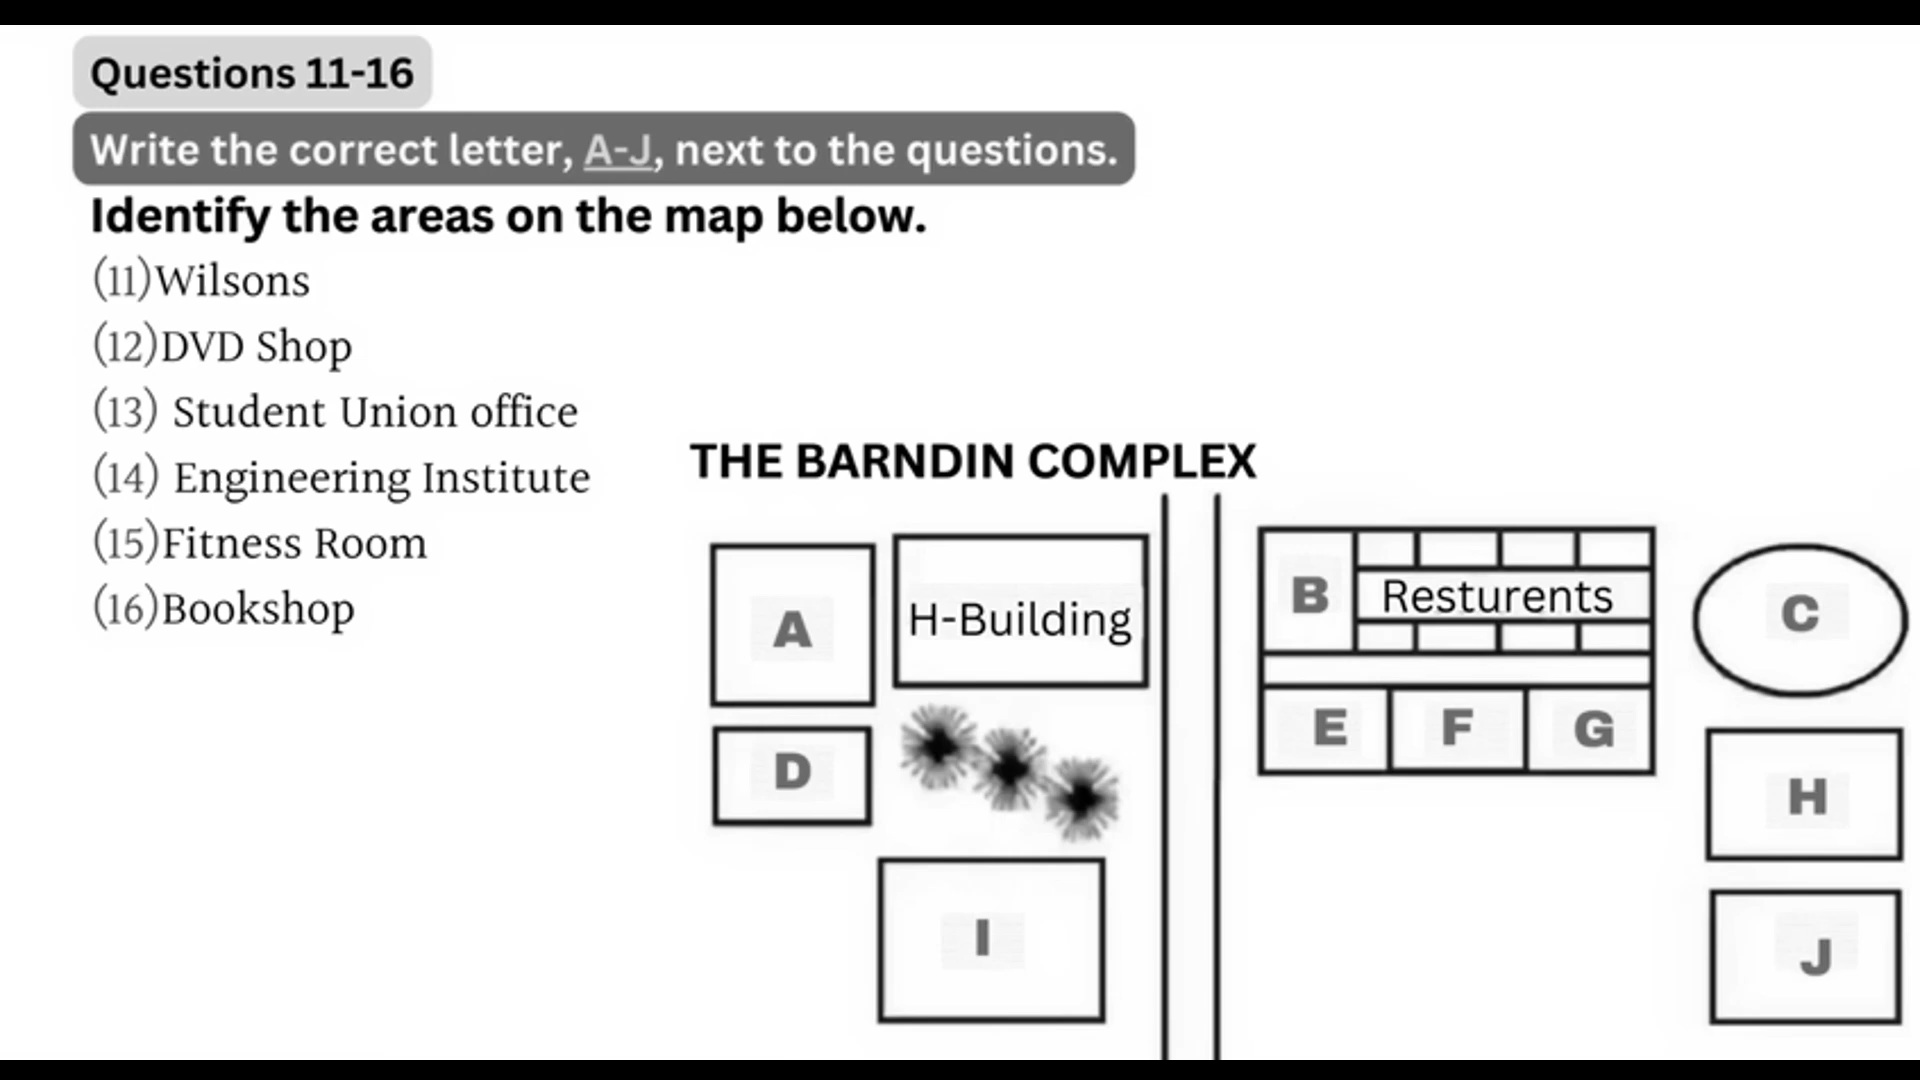 Questions 11-16
Write the correct letter, A-J, next to the questions.
Identify the areas on the map below.
(11)Wilsons
(12)DVD Shop
(13) Student Union office
(14) Engineering Institute
(15)Fitness Room
(16)Bookshop
THE BARNDIN COMPLEX
A
H-Building
B
Resturents
C
D
E
F
G
H
I
J